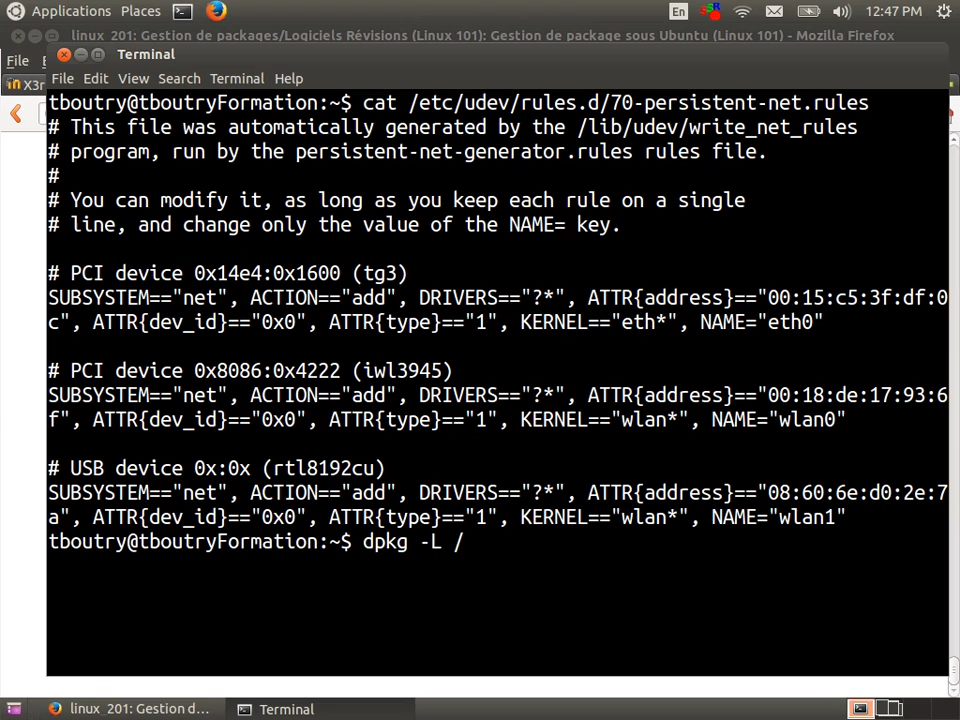 Applications Places En SSR 12:47 PM
linux_201: Gestion de packages/Logiciels Révisions (Linux 101): Gestion de package sous Ubuntu (Linux 101) - Mozilla Firefox
File Terminal
X3r File Edit View Search Terminal Help
tboutry@tboutryFormation:~$ cat /etc/udev/rules.d/70-persistent-net.rules
# This file was automatically generated by the /lib/udev/write_net_rules
# program, run by the persistent-net-generator.rules rules file.
#
# You can modify it, as long as you keep each rule on a single
# line, and change only the value of the NAME= key.
# PCI device 0x14e4:0x1600 (tg3)
SUBSYSTEM=="net", ACTION=="add", DRIVERS=="?*", ATTR{address}=="00:15:c5:3f:df:0
c", ATTR{dev_id}=="0x0", ATTR{type}=="1", KERNEL=="eth*", NAME="eth0"
# PCI device 0x8086:0x4222 (iwl3945)
SUBSYSTEM=="net", ACTION=="add", DRIVERS=="?*", ATTR{address}=="00:18:de:17:93:6
f", ATTR{dev_id}=="0x0", ATTR{type}=="1", KERNEL=="wlan*", NAME="wlan0"
# USB device 0x:0x (rtl8192cu)
SUBSYSTEM=="net", ACTION=="add", DRIVERS=="?*", ATTR{address}=="08:60:6e:d0:2e:7
a", ATTR{dev_id}=="0x0", ATTR{type}=="1", KERNEL=="wlan*", NAME="wlan1"
tboutry@tboutryFormation:~$ dpkg -L /
linux_201: Gestion d... Terminal